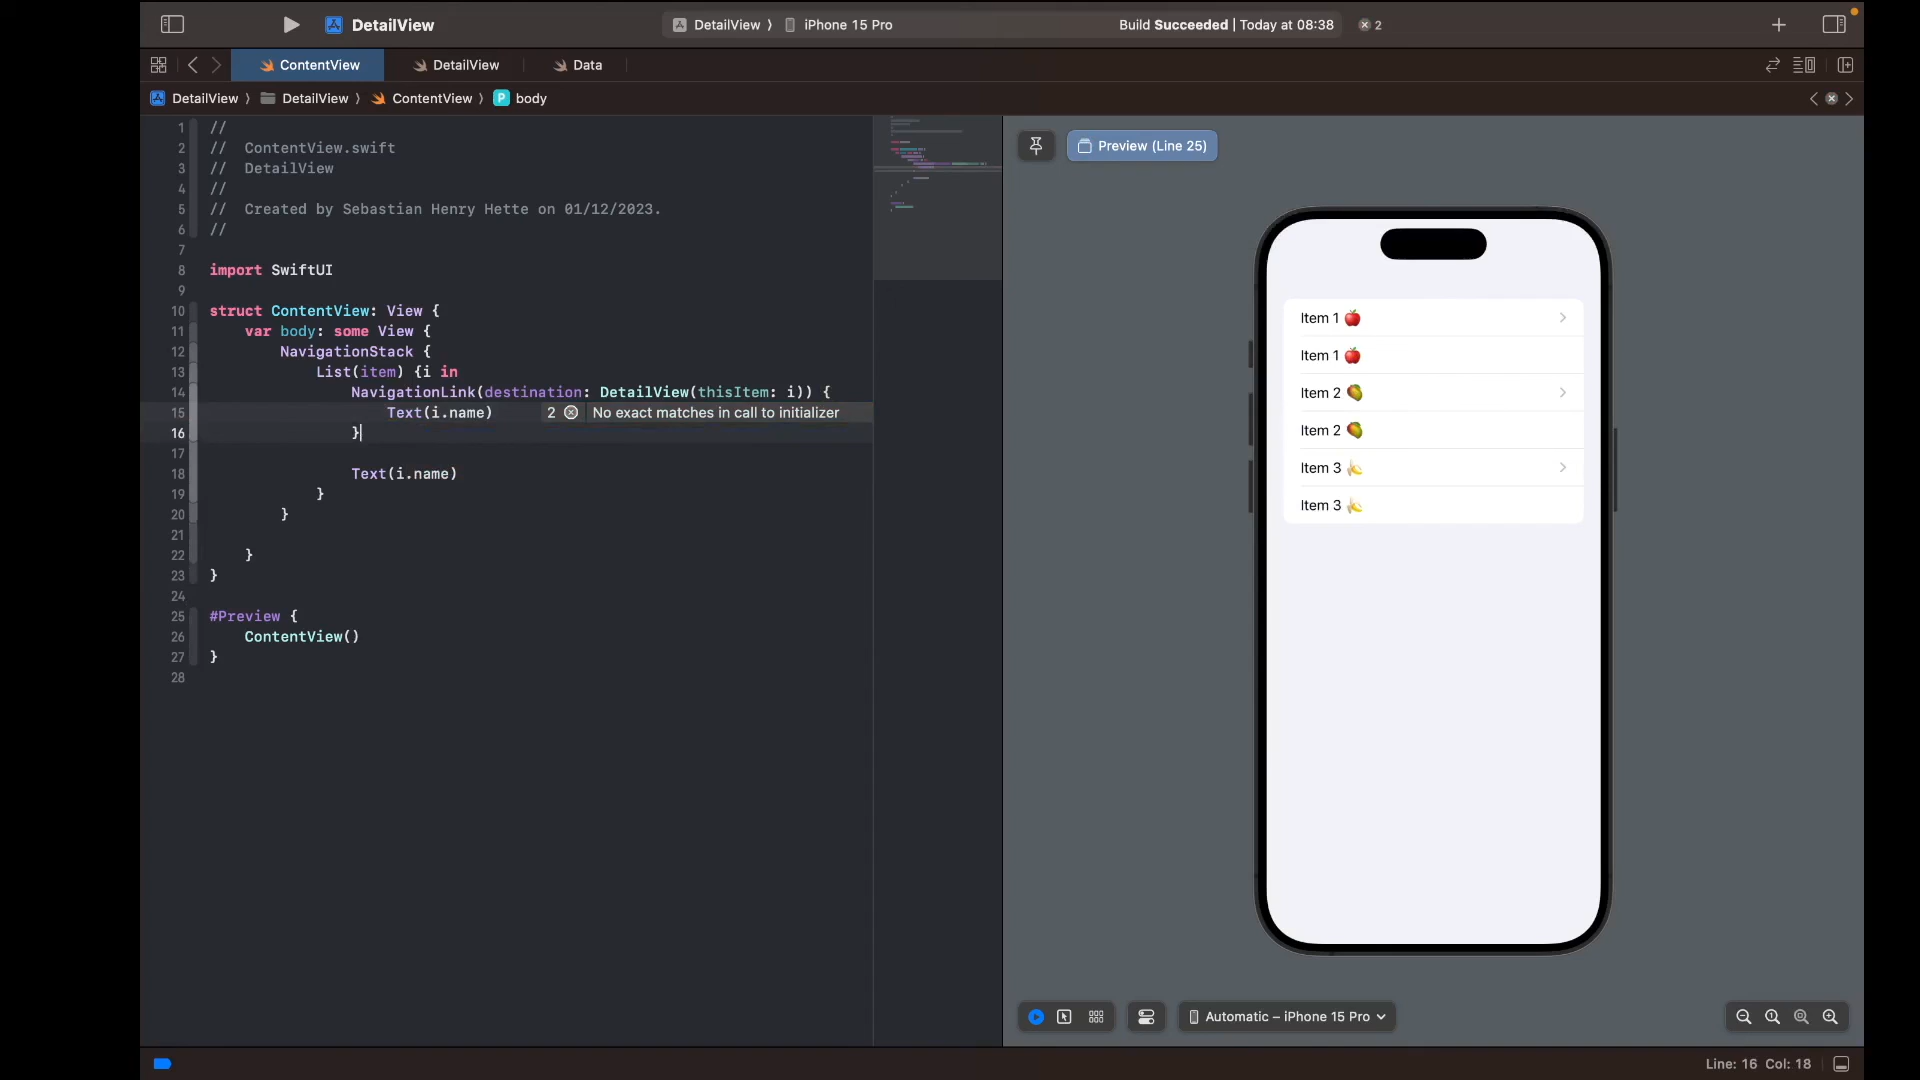 DetailView
DetailView 〉 iPhone 15 Pro
Build Succeeded | Today at 08:38
2
ContentView
DetailView
Data
DetailView 〉 DetailView 〉 ContentView 〉 P body
1 //
2 //  ContentView.swift
3 //  DetailView
4 //
5 //  Created by Sebastian Henry Hette on 01/12/2023.
6 //
7
8 import SwiftUI
9
10 struct ContentView: View {
11     var body: some View {
12         NavigationStack {
13             List(item) {i in
14                 NavigationLink(destination: DetailView(thisItem: i)) {
15                     Text(i.name) 2 No exact matches in call to initializer
16                 }
17
18                 Text(i.name)
19             }
20         }
21
22     }
23 }
24
25 #Preview {
26     ContentView()
27 }
28
Preview (Line 25)
Item 1 🍎
Item 1 🍎
Item 2 🥭
Item 2 🥭
Item 3 🍌
Item 3 🍌
Automatic – iPhone 15 Pro
Line: 16 Col: 18